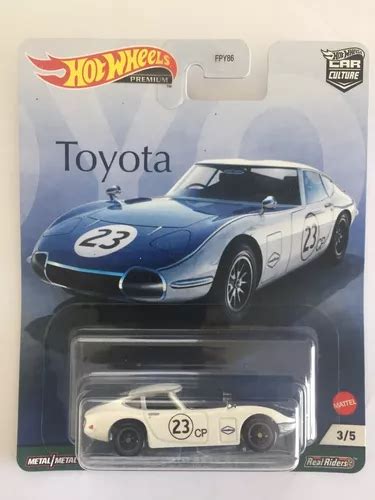 Hot Wheels
PREMIUM
FPY86
Hot Wheels
CAR
CULTURE
Toyota
23
23
CP
23 CP
MATTEL
3/5
METAL/METAL
Real Riders